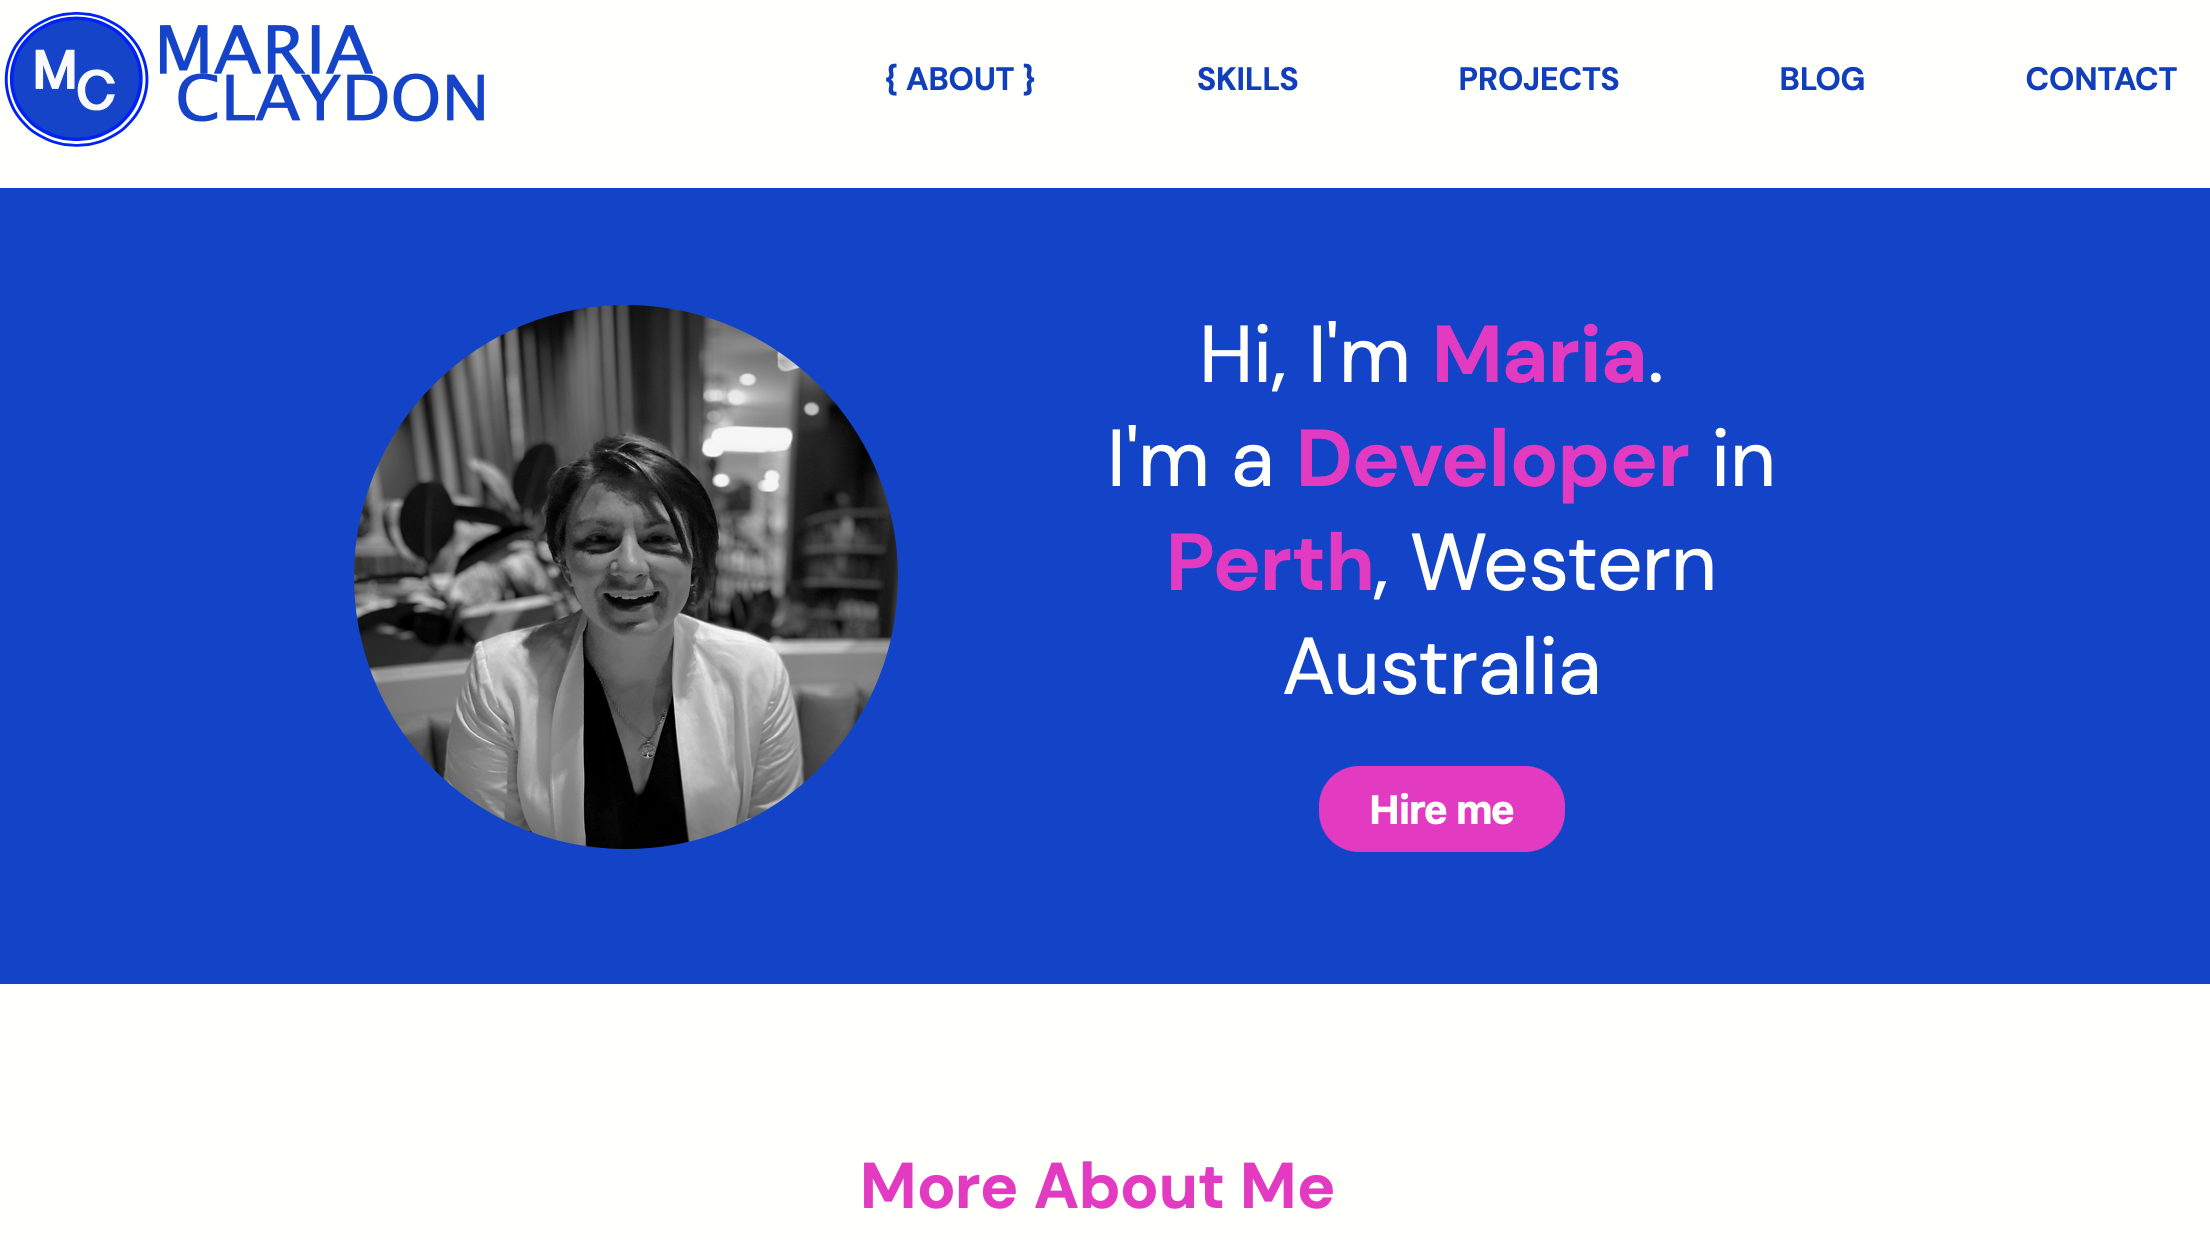 MC
MARIA
CLAYDON
{ ABOUT } SKILLS PROJECTS BLOG CONTACT
Hi, I'm Maria.
I'm a Developer in
Perth, Western
Australia
Hire me
More About Me